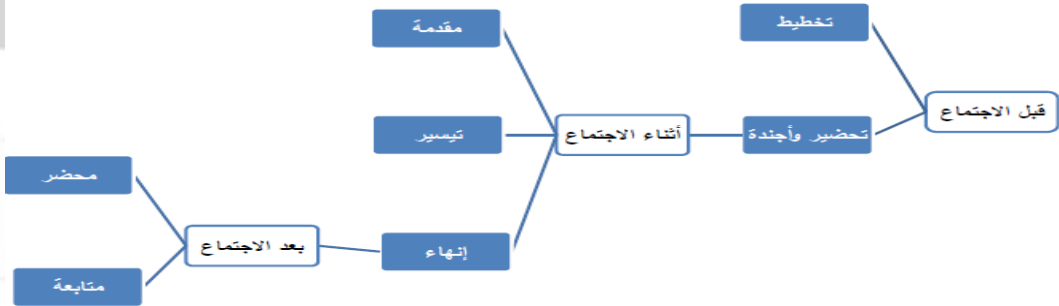 قبل الاجتماع
تخطيط
تحضير وأجندة
أثناء الاجتماع
مقدمة
تيسير
إنهاء
بعد الاجتماع
محضر
متابعة